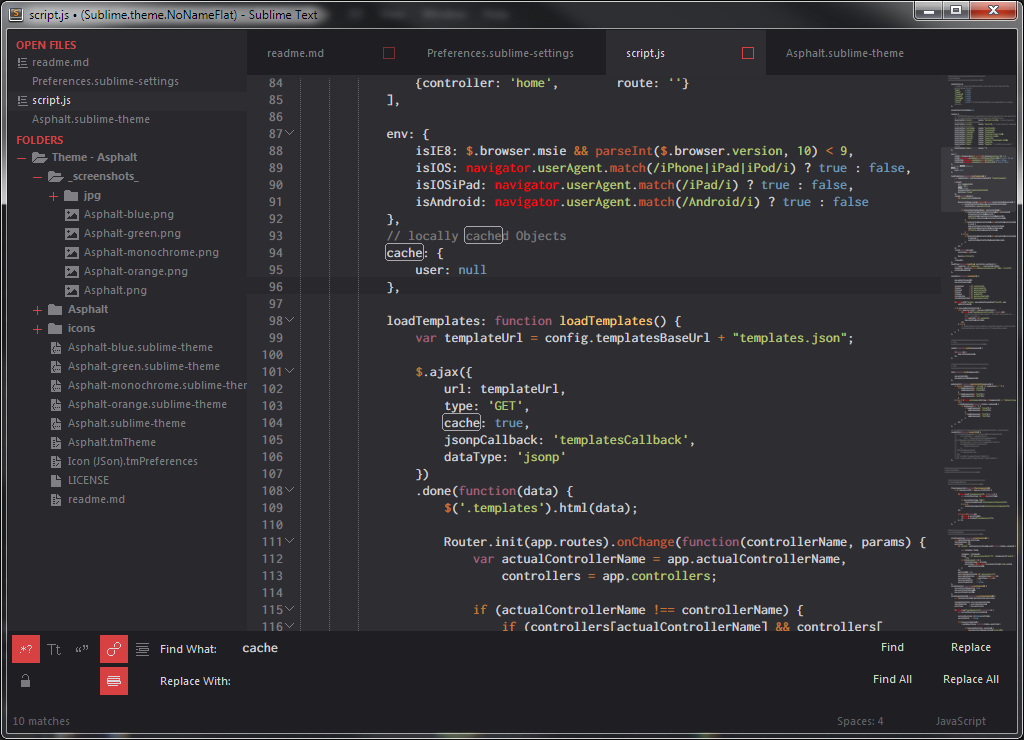 script.js • (Sublime.theme.NoNameFlat) - Sublime Text
OPEN FILES
readme.md
Preferences.sublime-settings
script.js
Asphalt.sublime-theme
FOLDERS
Theme - Asphalt
_screenshots_
jpg
Asphalt-blue.png
Asphalt-green.png
Asphalt-monochrome.png
Asphalt-orange.png
Asphalt.png
Asphalt
icons
Asphalt-blue.sublime-theme
Asphalt-green.sublime-theme
Asphalt-monochrome.sublime-ther
Asphalt-orange.sublime-theme
Asphalt.sublime-theme
Asphalt.tmTheme
Icon (JSon).tmPreferences
LICENSE
readme.md
readme.md Preferences.sublime-settings script.js Asphalt.sublime-theme
84 {controller: 'home', route: ''}
85 ],
86
87 env: {
88 isIE8: $.browser.msie && parseInt($.browser.version, 10) < 9,
89 isIOS: navigator.userAgent.match(/iPhone|iPad|iPod/i) ? true : false,
90 isIOSiPad: navigator.userAgent.match(/iPad/i) ? true : false,
91 isAndroid: navigator.userAgent.match(/Android/i) ? true : false
92 },
93 // locally cached Objects
94 cache: {
95 user: null
96 },
97
98 loadTemplates: function loadTemplates() {
99 var templateUrl = config.templatesBaseUrl + "templates.json";
100
101 $.ajax({
102 url: templateUrl,
103 type: 'GET',
104 cache: true,
105 jsonpCallback: 'templatesCallback',
106 dataType: 'jsonp'
107 })
108 .done(function(data) {
109 $('.templates').html(data);
110
111 Router.init(app.routes).onChange(function(controllerName, params) {
112 var actualControllerName = app.actualControllerName,
113 controllers = app.controllers;
114
115 if (actualControllerName !== controllerName) {
116 if (controllers[actualControllerName] && controllers[
.*? Tt “” Find What: cache Find Replace
Replace With: Find All Replace All
10 matches Spaces: 4 JavaScript